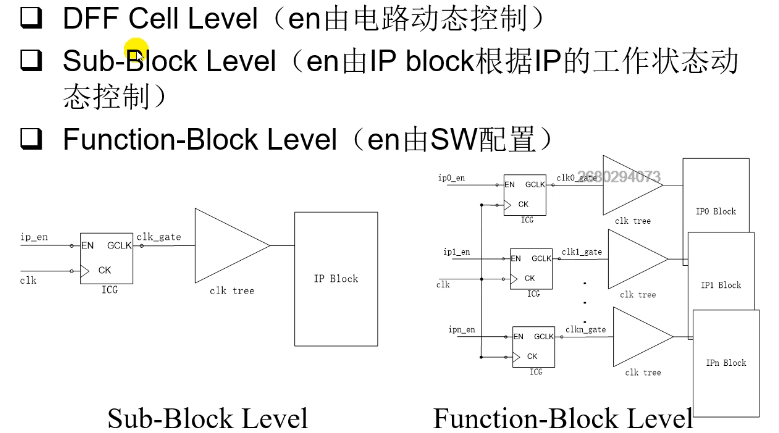 DFF Cell Level（en由电路动态控制）
Sub-Block Level（en由IP block根据IP的工作状态动
态控制）
Function-Block Level（en由SW配置）
ip_en
EN GCLK
clk_gate
clk
CK
ICG
clk tree
IP Block
Sub-Block Level
ip0_en
EN GCLK
clk0_gate
2680294073
CK
ICG
clk tree
IP0 Block
ip1_en
EN GCLK
clk1_gate
clk
CK
ICG
clk tree
IP1 Block
ipn_en
EN GCLK
clkn_gate
CK
ICG
clk tree
IPn Block
Function-Block Level